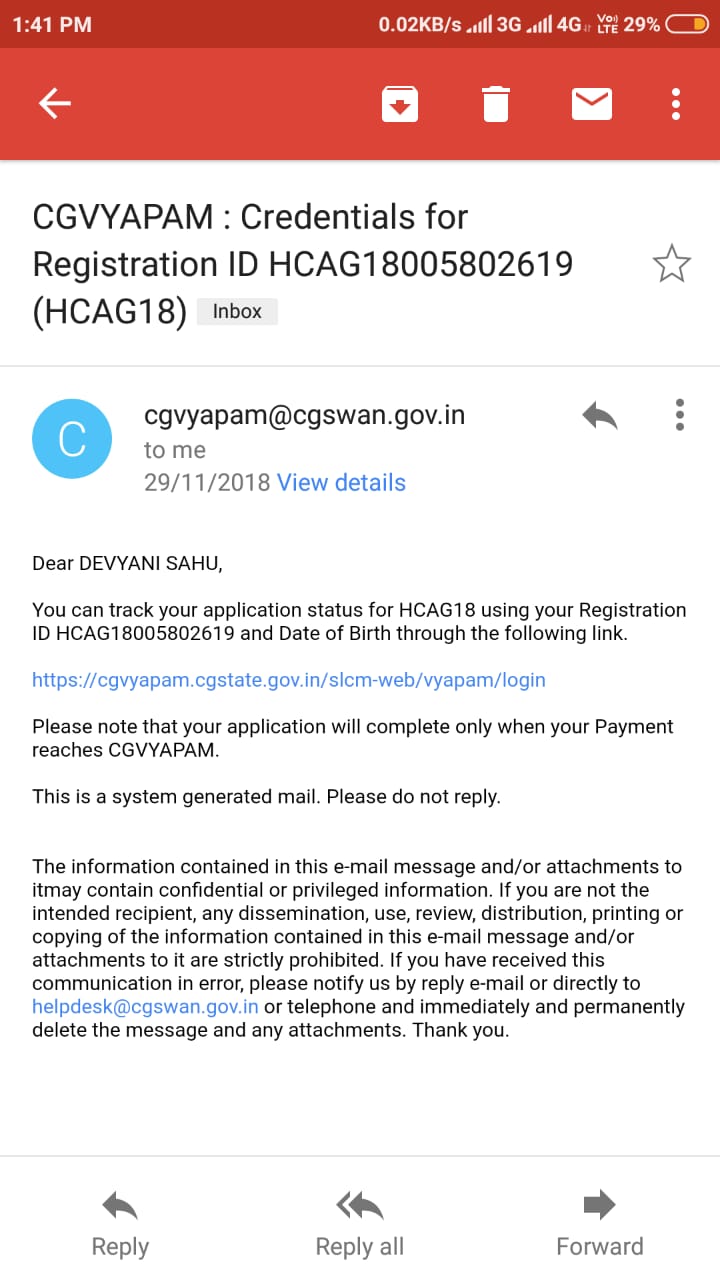 1:41 PM 0.02KB/s 3G 4G VoLTE 29%
CGVYAPAM : Credentials for
Registration ID HCAG18005802619
(HCAG18) Inbox
C
cgvyapam@cgswan.gov.in
to me
29/11/2018 View details
Dear DEVYANI SAHU,
You can track your application status for HCAG18 using your Registration
ID HCAG18005802619 and Date of Birth through the following link.
https://cgvyapam.cgstate.gov.in/slcm-web/vyapam/login
Please note that your application will complete only when your Payment
reaches CGVYAPAM.
This is a system generated mail. Please do not reply.
The information contained in this e-mail message and/or attachments to
itmay contain confidential or privileged information. If you are not the
intended recipient, any dissemination, use, review, distribution, printing or
copying of the information contained in this e-mail message and/or
attachments to it are strictly prohibited. If you have received this
communication in error, please notify us by reply e-mail or directly to
helpdesk@cgswan.gov.in or telephone and immediately and permanently
delete the message and any attachments. Thank you.
Reply Reply all Forward